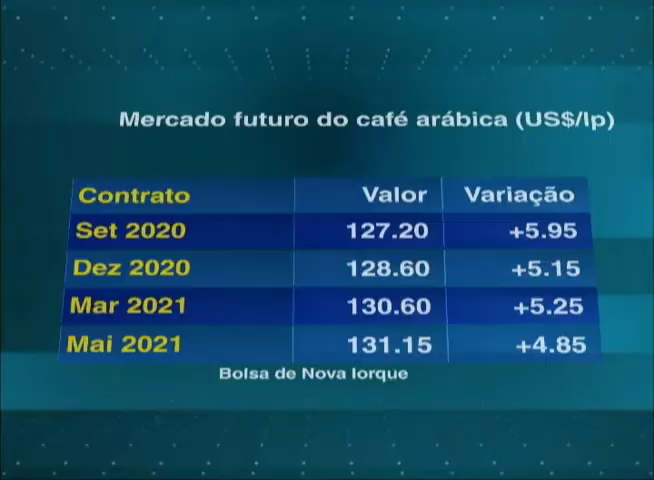 Mercado futuro do café arábica (US$/lp)
Contrato Valor Variação
Set 2020 127.20 +5.95
Dez 2020 128.60 +5.15
Mar 2021 130.60 +5.25
Mai 2021 131.15 +4.85
Bolsa de Nova Iorque